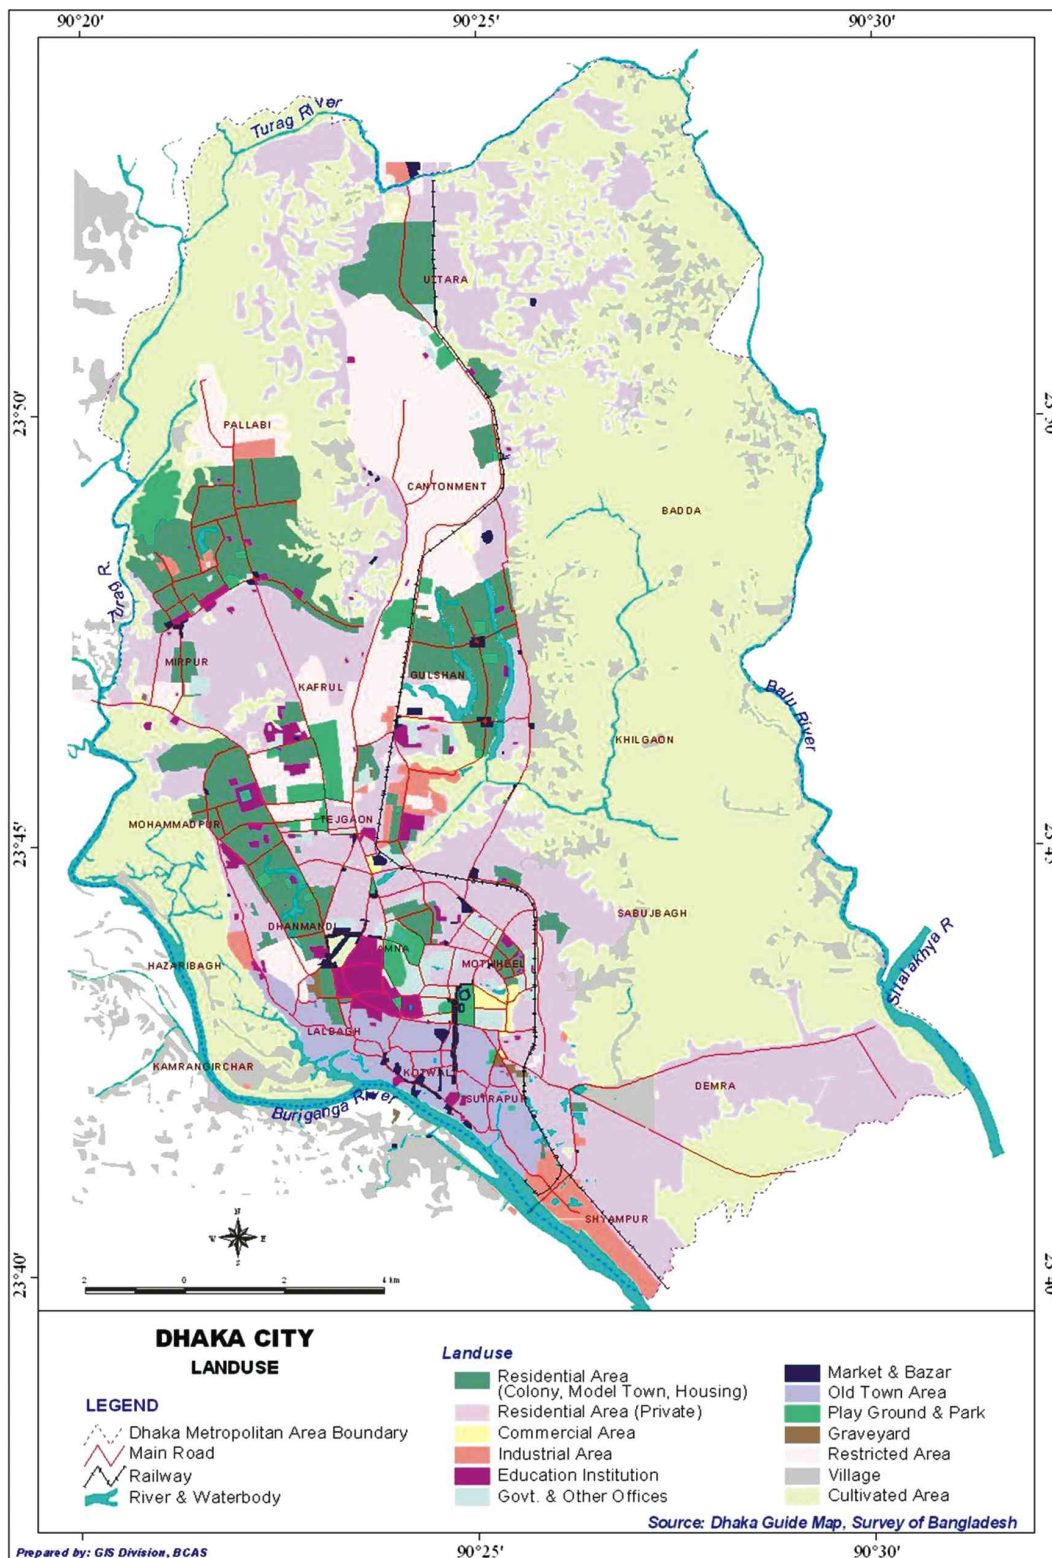 90°20' 90°25' 90°30'
Turag River
UTTARA
23°50'
PALLABI
CANTONMENT
BADDA
Turag R.
MIRPUR
GULSHAN
KAFRUL
Balu River
KHILGAON
TEJGAON
MOHAMMADPUR
23°45'
SABUJBAGH
DHANMANDI
AMNA
HAZARIBAGH
MOTIJHEEL
Sitalakhya R
LALBAGH
KAMRANGIRCHAR
KOTWALI
DEMRA
Buriganga River
SUTRAPUR
SHYAMPUR
N
W E
S
23°40'
2 0 2 4 km
DHAKA CITY
LANDUSE
LEGEND
Dhaka Metropolitan Area Boundary
Main Road
Railway
River & Waterbody
Landuse
Residential Area
(Colony, Model Town, Housing)
Residential Area (Private)
Commercial Area
Industrial Area
Education Institution
Govt. & Other Offices
Market & Bazar
Old Town Area
Play Ground & Park
Graveyard
Restricted Area
Village
Cultivated Area
Source: Dhaka Guide Map, Survey of Bangladesh
Prepared by: GIS Division, BCAS
90°25' 90°30'